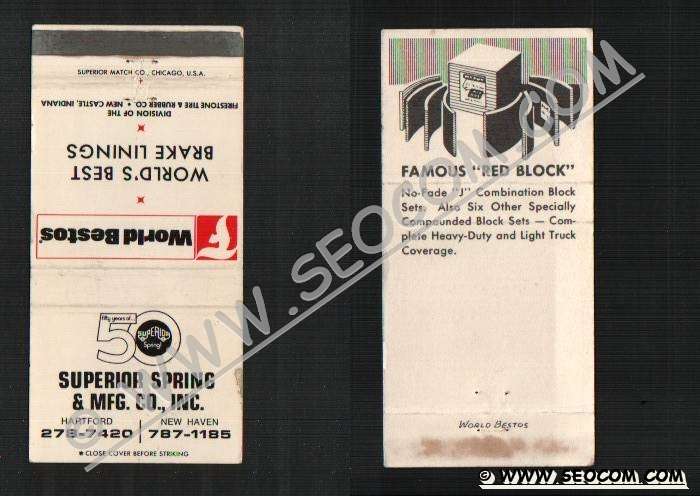 SUPERIOR MATCH CO., CHICAGO, U.S.A.
DIVISION OF THE
FIRESTONE TIRE & RUBBER CO. • NEW CASTLE, INDIANA
WORLD'S BEST
BRAKE LININGS
World Bestos
fifty years of...
50
SUPERIOR
Spring!
SUPERIOR SPRING
& MFG. CO., INC.
HARTFORD | NEW HAVEN
278-7420 | 787-1185
* CLOSE COVER BEFORE STRIKING
FAMOUS "RED BLOCK"
No-Fade "J" Combination Block
Sets. Also Six Other Specially
Compounded Block Sets — Com-
plete Heavy-Duty and Light Truck
Coverage.
WORLD BESTOS
© WWW.SEOCOM.COM
© WWW.SEOCOM.COM